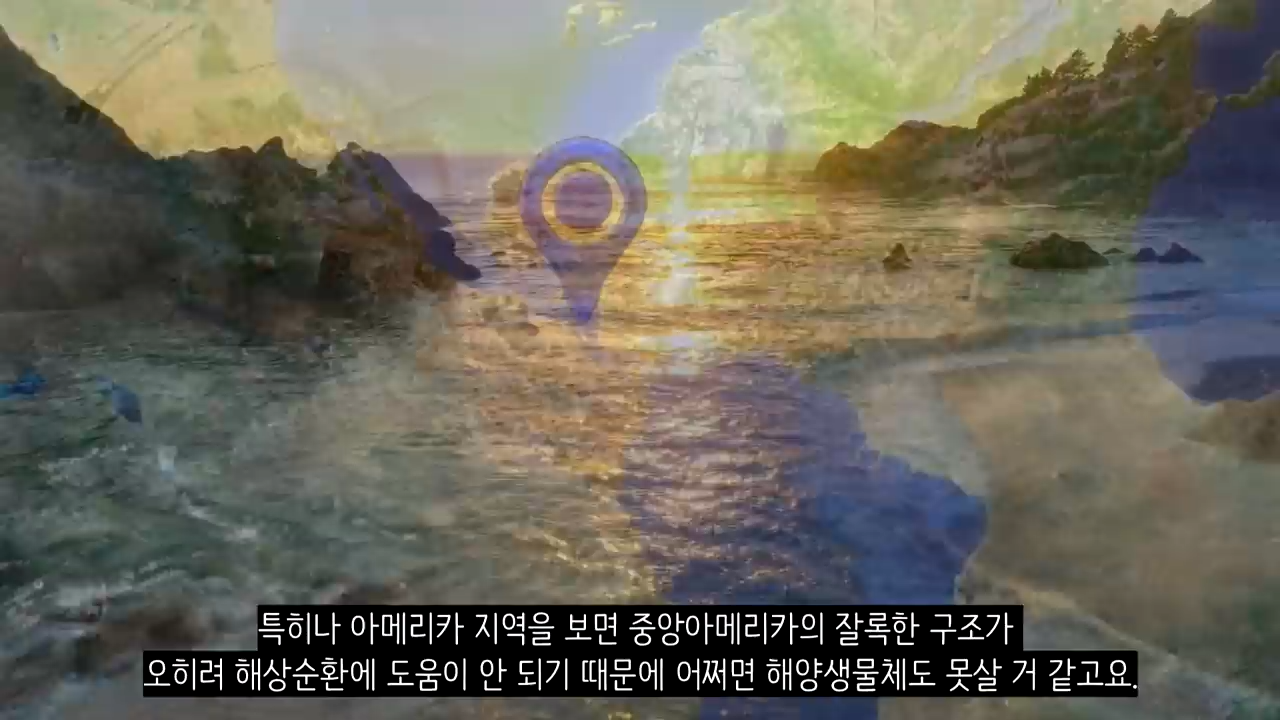 특히나 아메리카 지역을 보면 중앙아메리카의 잘록한 구조가
오히려 해상순환에 도움이 안 되기 때문에 어쩌면 해양생물체도 못살 거 같고요.